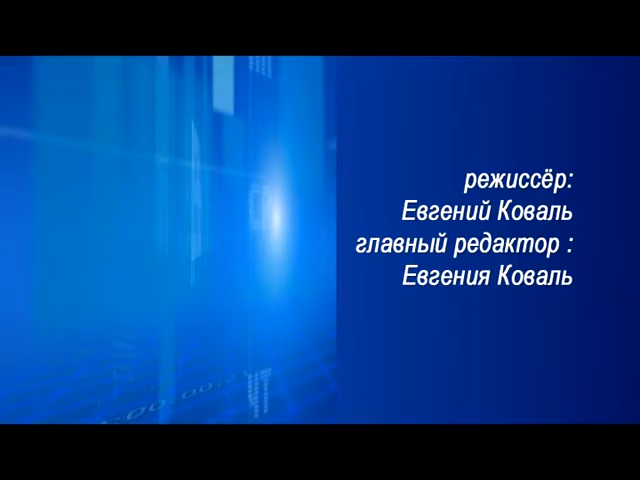 режиссёр:
Евгений Коваль
главный редактор :
Евгения Коваль